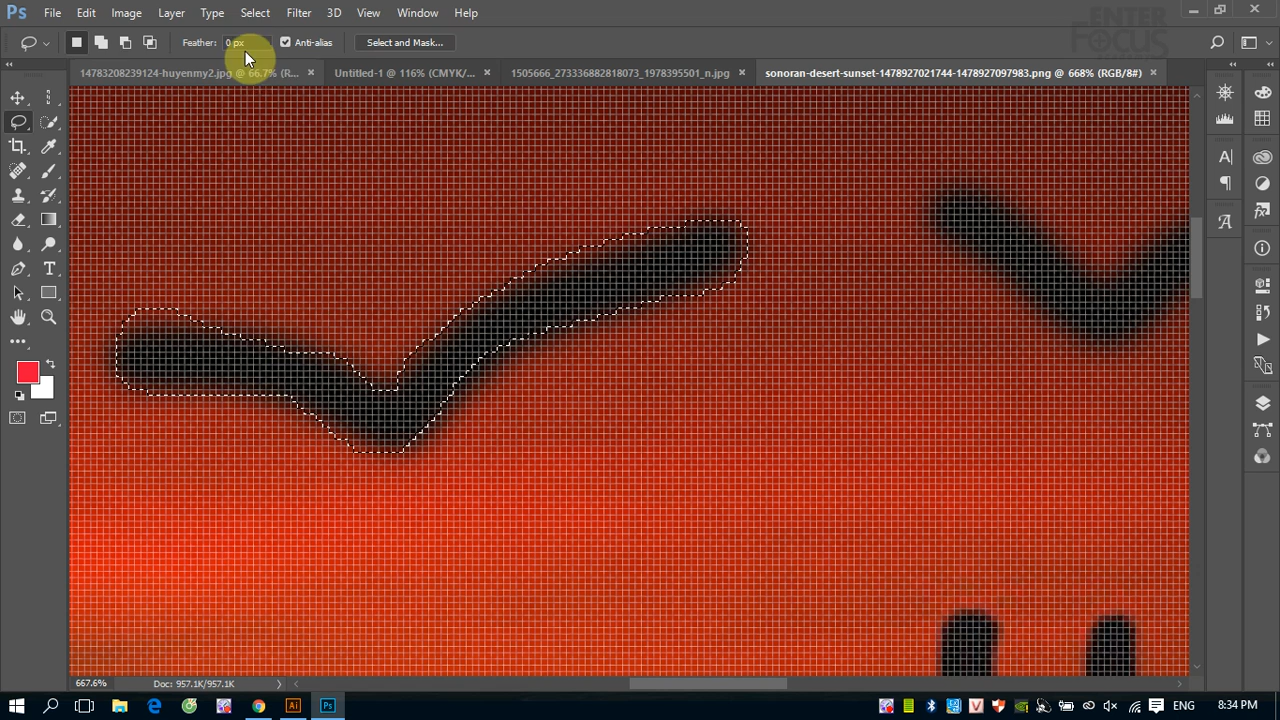 Ps File Edit Image Layer Type Select Filter 3D View Window Help
ENTER
FOCUS
Feather: 0 px Anti-alias Select and Mask...
14783208239124-huyenmy2.jpg @ 66.7% (R... Untitled-1 @ 116% (CMYK/... 1505666_273336882818073_1978395501_n.jpg sonoran-desert-sunset-1478927021744-1478927097983.png @ 668% (RGB/8#)
667.6% Doc: 957.1K/957.1K
Ai Ps ENG 8:34 PM